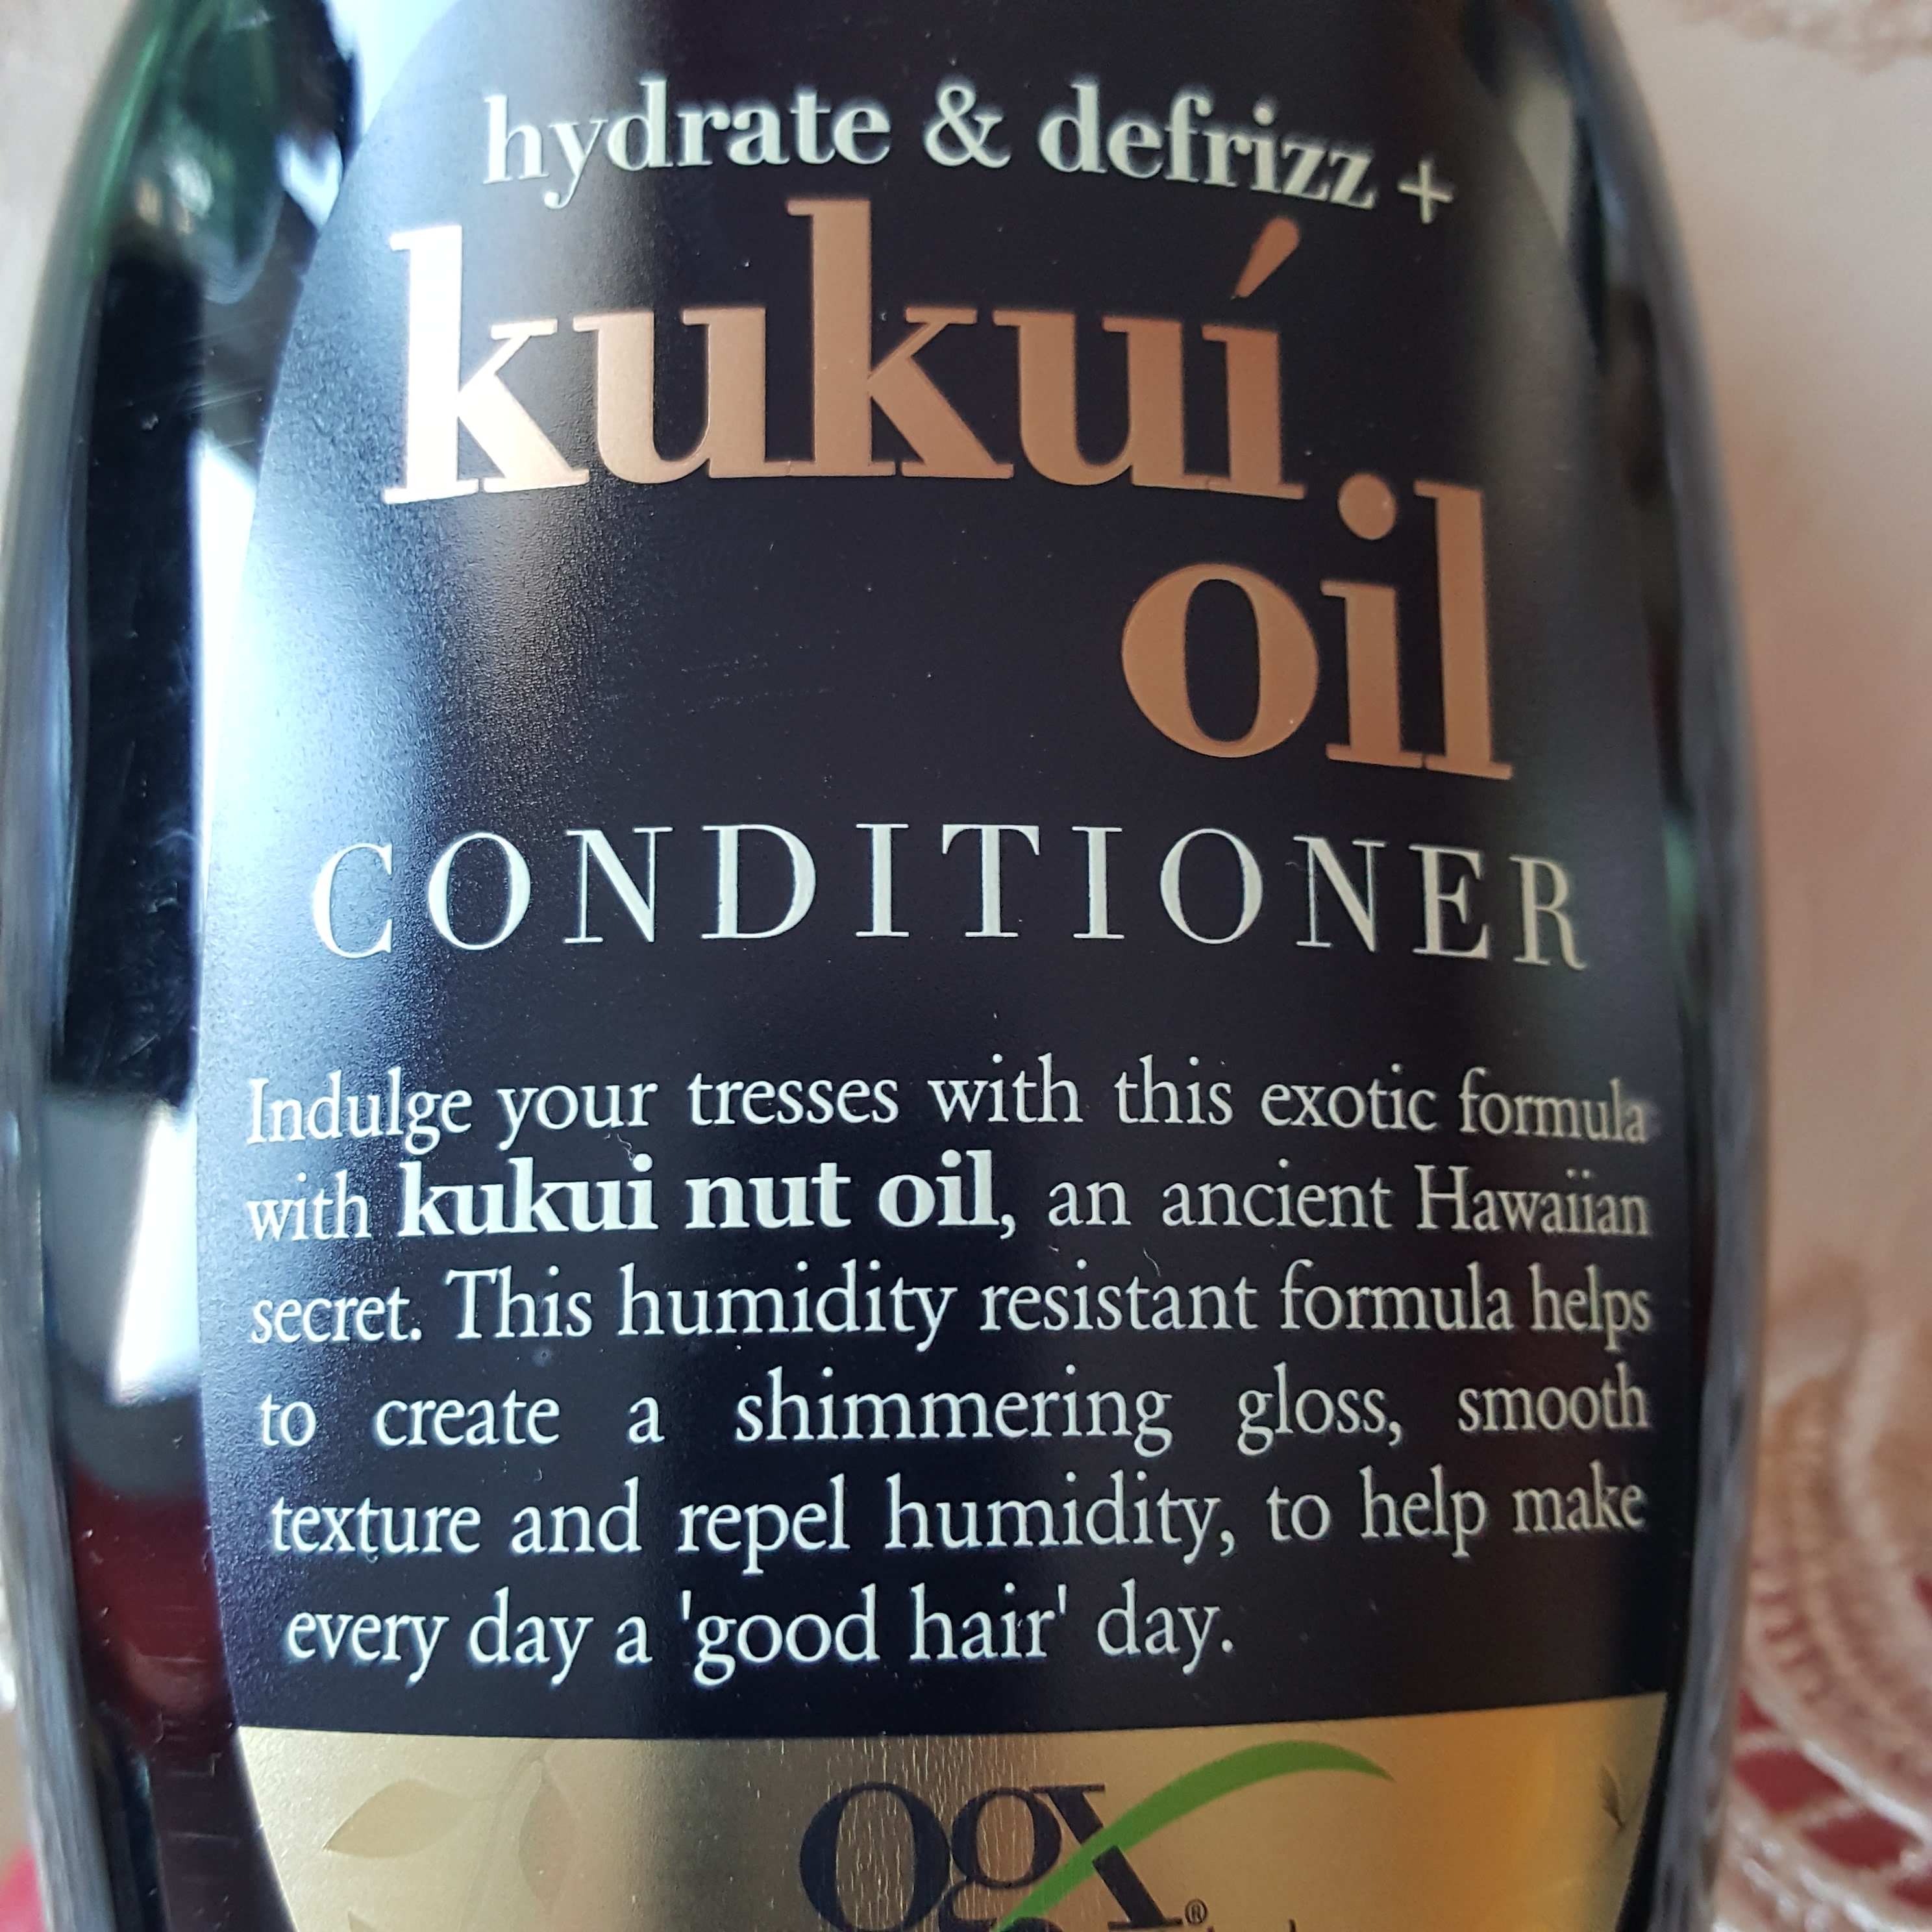 hydrate & defrizz +
kukuí
oil
CONDITIONER
Indulge your tresses with this exotic formula
with kukui nut oil, an ancient Hawaiian
secret. This humidity resistant formula helps
to create a shimmering gloss, smooth
texture and repel humidity, to help make
every day a 'good hair' day.
ogx®